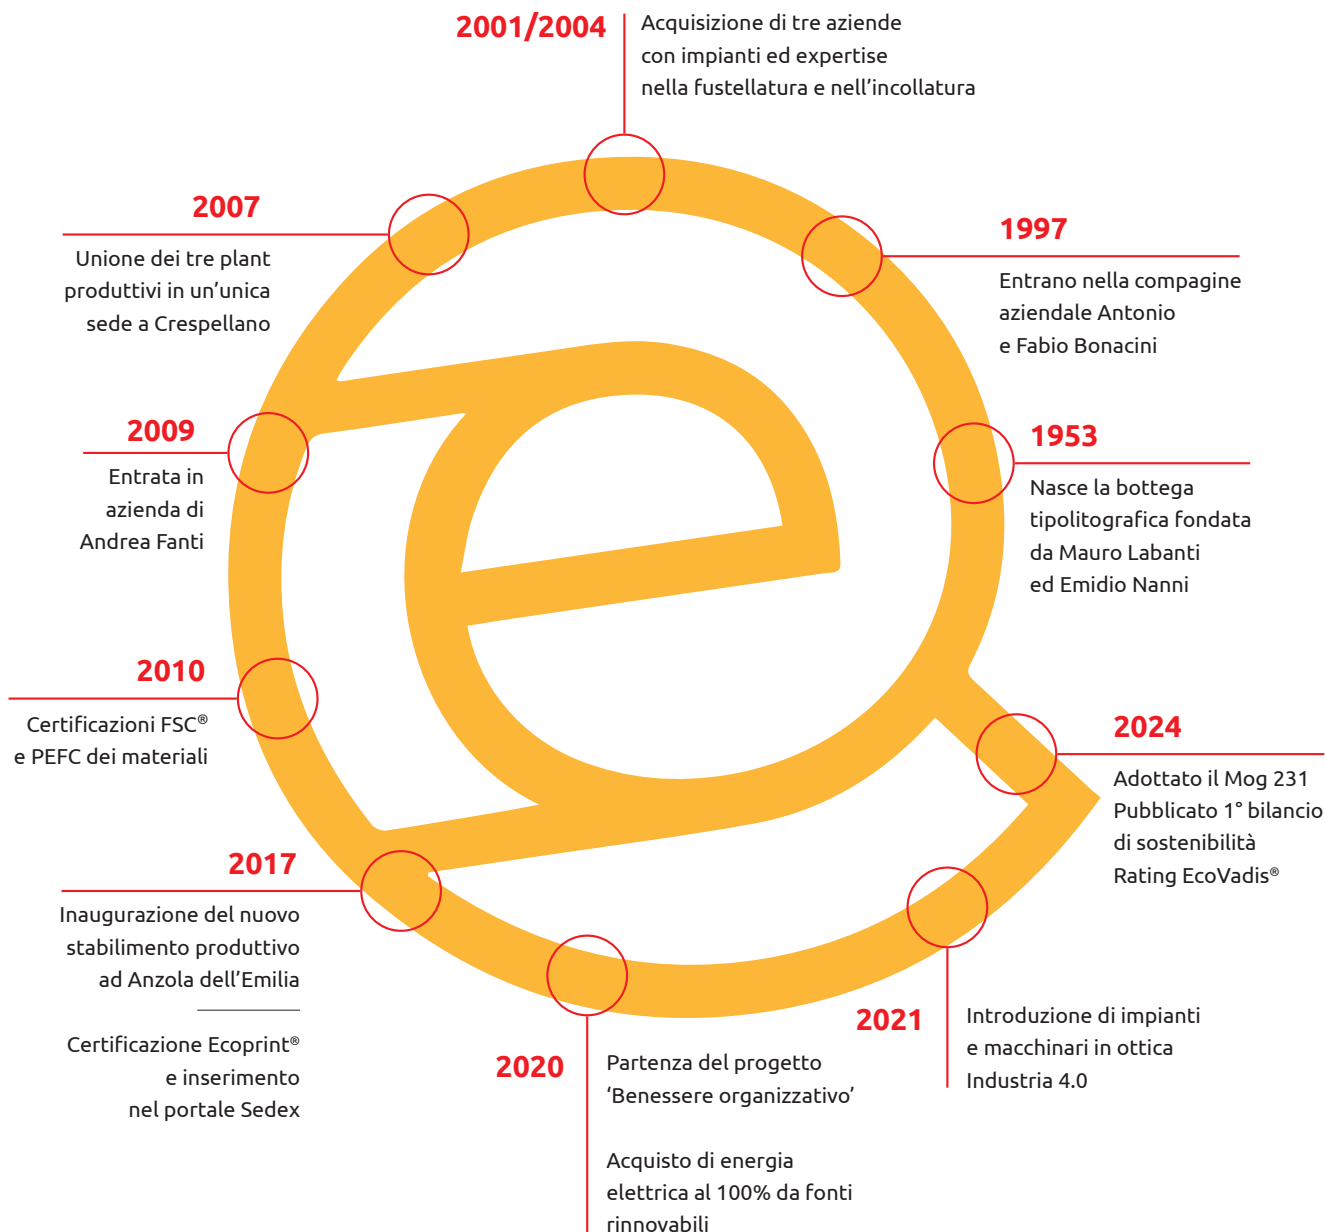 2001/2004
Acquisizione di tre aziende
con impianti ed expertise
nella fustellatura e nell’incollatura
2007
Unione dei tre plant
produttivi in un’unica
sede a Crespellano
1997
Entrano nella compagine
aziendale Antonio
e Fabio Bonacini
2009
Entrata in
azienda di
Andrea Fanti
1953
Nasce la bottega
tipolitografica fondata
da Mauro Labanti
ed Emidio Nanni
2010
Certificazioni FSC®
e PEFC dei materiali
2024
Adottato il Mog 231
Pubblicato 1° bilancio
di sostenibilità
Rating EcoVadis®
2017
Inaugurazione del nuovo
stabilimento produttivo
ad Anzola dell’Emilia
Certificazione Ecoprint®
e inserimento
nel portale Sedex
2020
Partenza del progetto
‘Benessere organizzativo’
Acquisto di energia
elettrica al 100% da fonti
rinnovabili
2021
Introduzione di impianti
e macchinari in ottica
Industria 4.0